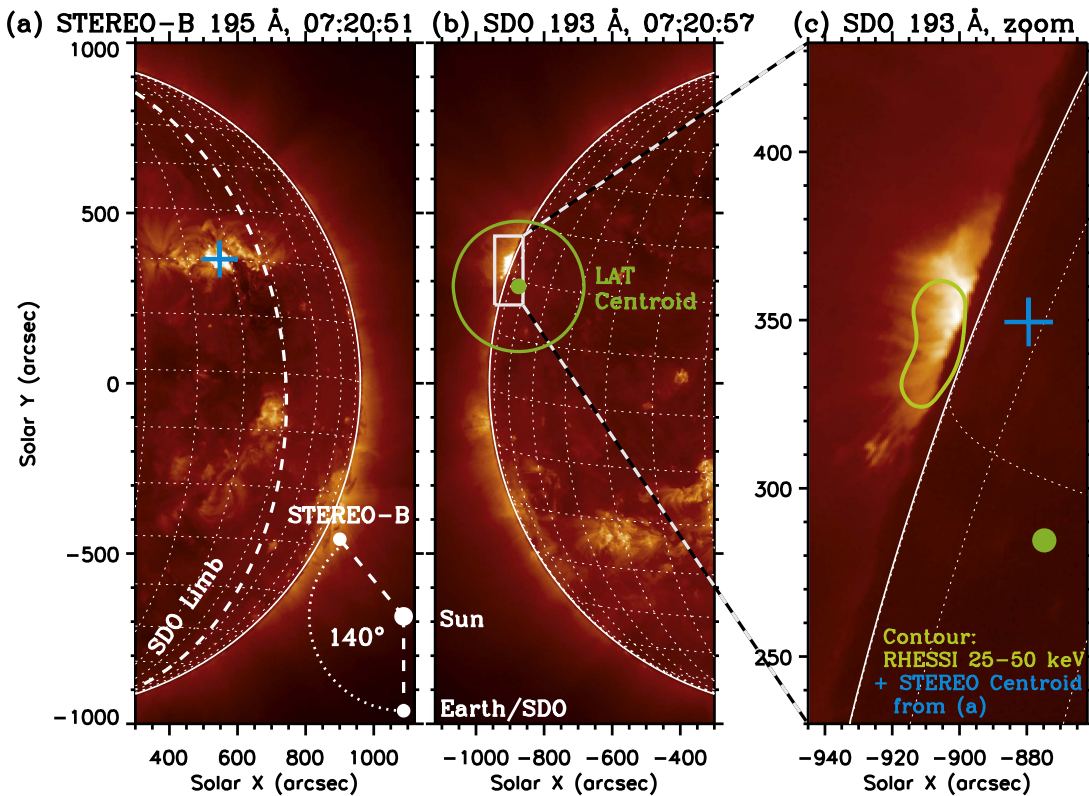 (a) STEREO-B 195 Å, 07:20:51
(b) SDO 193 Å, 07:20:57
(c) SDO 193 Å, zoom
1000
500
0
-500
-1000
Solar Y (arcsec)
400 600 800 1000
Solar X (arcsec)
SDO Limb
STEREO-B
140°
Sun
Earth/SDO
LAT
Centroid
-1000 -800 -600 -400
Solar X (arcsec)
400
350
300
250
Contour:
RHESSI 25-50 keV
+ STEREO Centroid
from (a)
-940 -920 -900 -880
Solar X (arcsec)